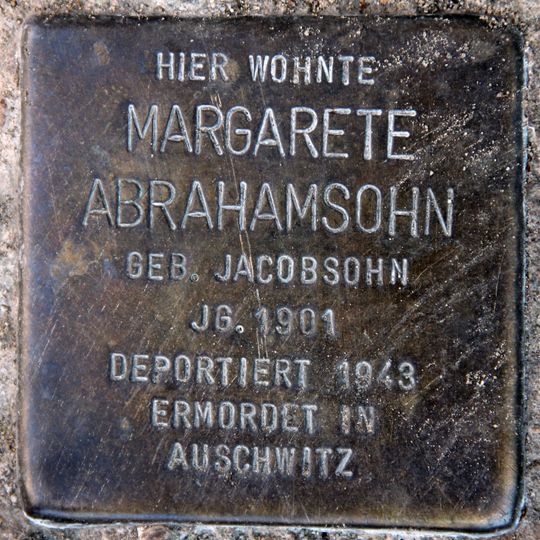 HIER WOHNTE
MARGARETE
ABRAHAMSOHN
GEB. JACOBSOHN
JG. 1901
DEPORTIERT 1943
ERMORDET IN
AUSCHWITZ